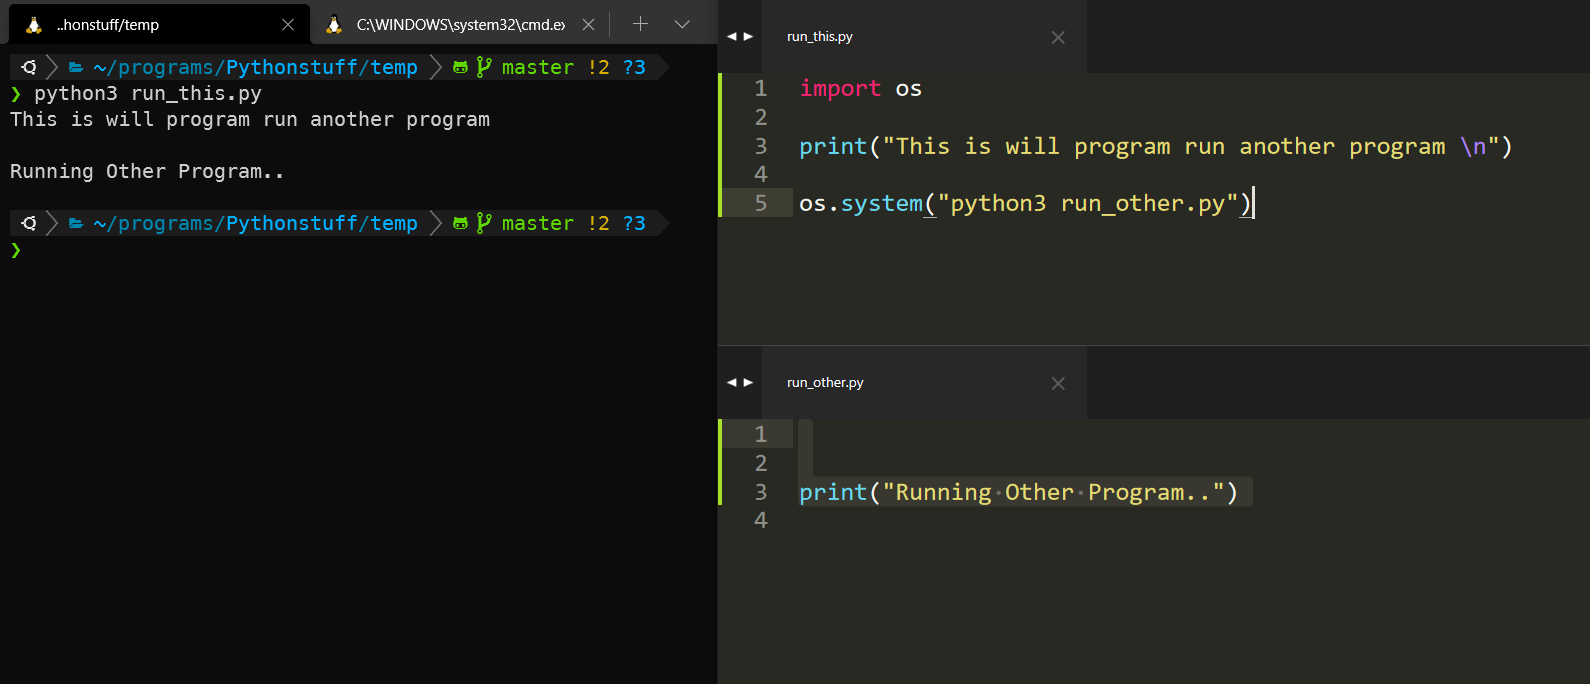 ..honstuff/temp
C:\WINDOWS\system32\cmd.ex
~/programs/Pythonstuff/temp master !2 ?3
❯ python3 run_this.py
This is will program run another program
Running Other Program..
~/programs/Pythonstuff/temp master !2 ?3
❯
run_this.py
1 import os
2
3 print("This is will program run another program \n")
4
5 os.system("python3 run_other.py")
run_other.py
1
2
3 print("Running Other Program..")
4